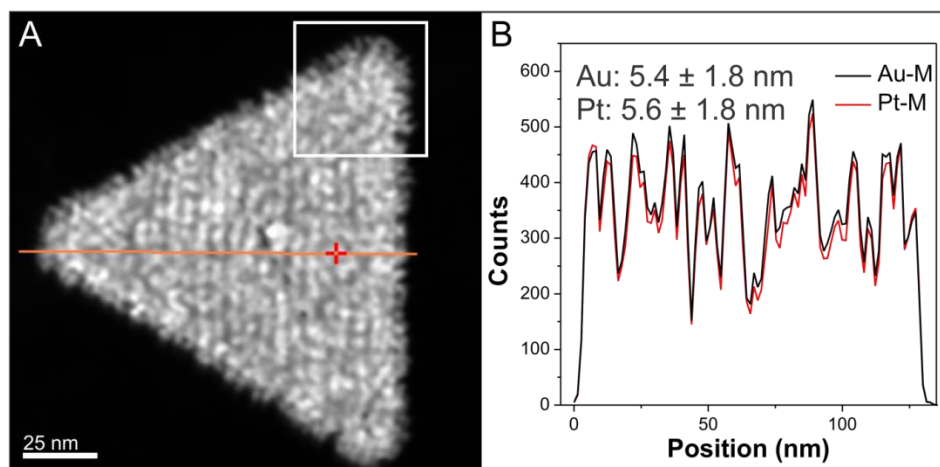 A
25 nm
B
Au: 5.4 ± 1.8 nm
Pt: 5.6 ± 1.8 nm
Au-M
Pt-M
Counts
600
500
400
300
200
100
0
0
50
100
Position (nm)